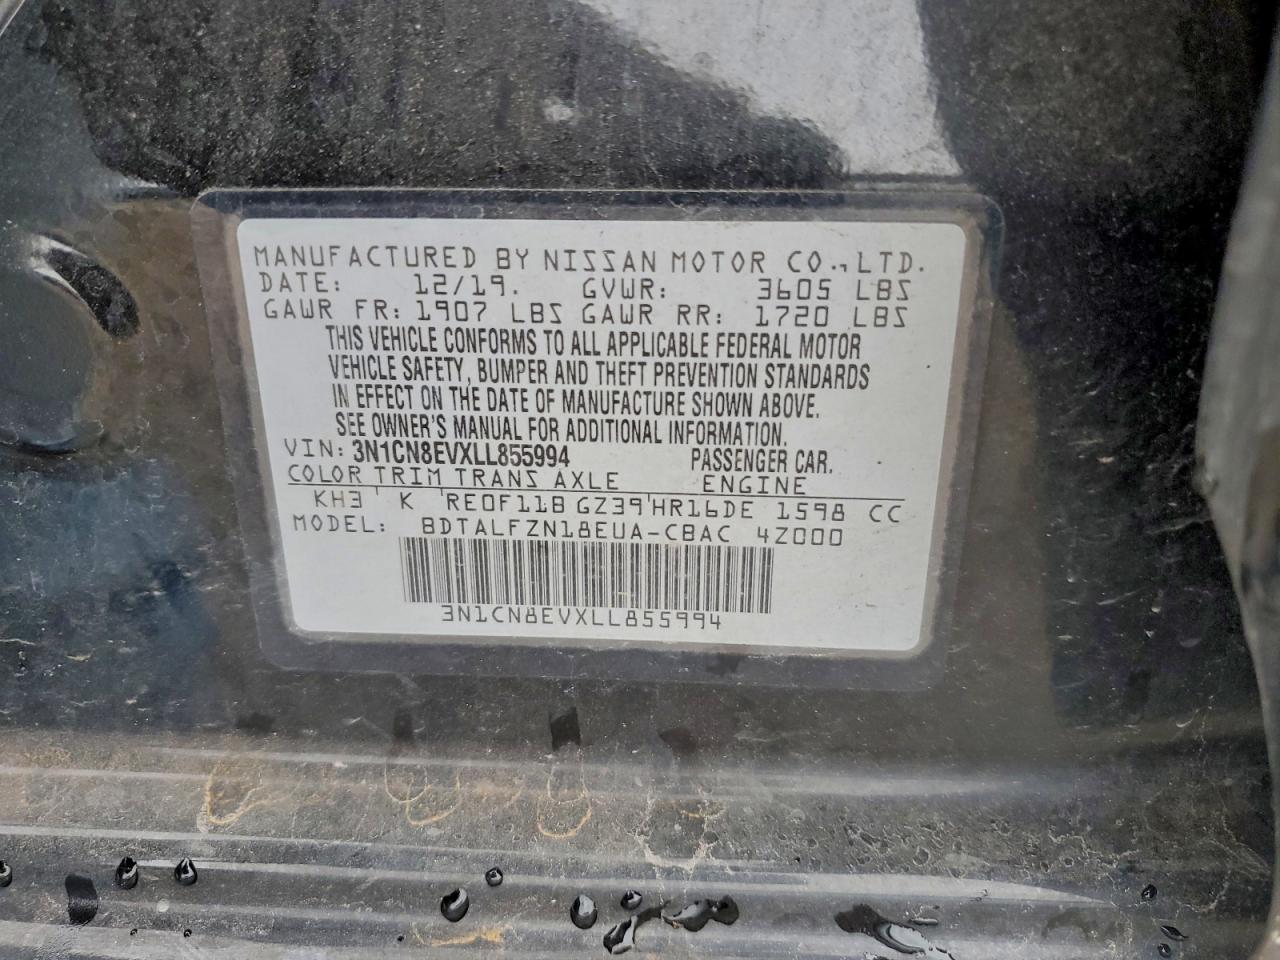 MANUFACTURED BY NISSAN MOTOR CO.,LTD.
DATE: 12/19. GVWR: 3605 LBS
GAWR FR: 1907 LBS GAWR RR: 1720 LBS
THIS VEHICLE CONFORMS TO ALL APPLICABLE FEDERAL MOTOR
VEHICLE SAFETY, BUMPER AND THEFT PREVENTION STANDARDS
IN EFFECT ON THE DATE OF MANUFACTURE SHOWN ABOVE.
SEE OWNER'S MANUAL FOR ADDITIONAL INFORMATION.
VIN: 3N1CN8EVXLL855994 PASSENGER CAR.
COLOR TRIM TRANS AXLE ENGINE
KH3 K RE0F11B GZ39 HR16DE 1598 CC
MODEL: BDTALFZN18EUA-CBAC 4Z000
3N1CN8EVXLL855994